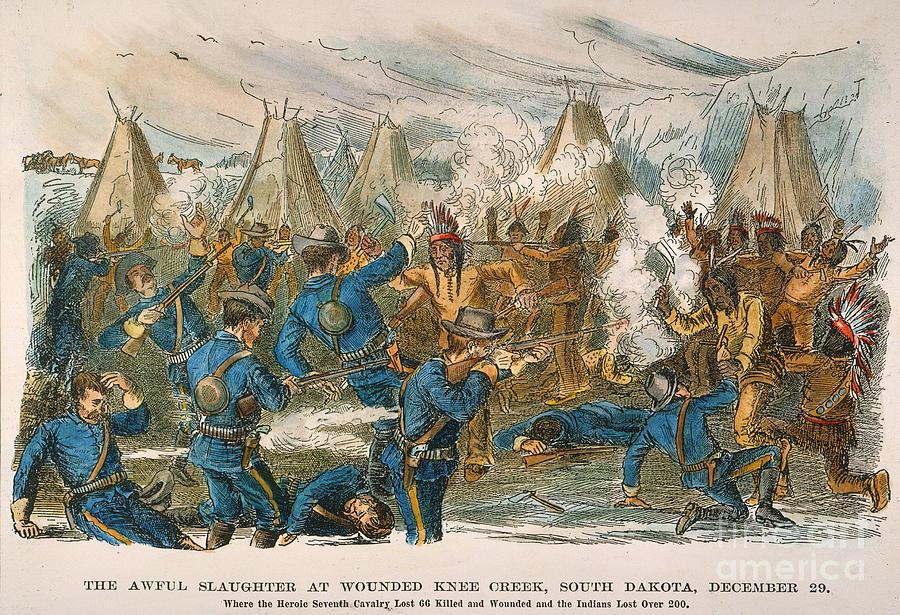 THE AWFUL SLAUGHTER AT WOUNDED KNEE CREEK, SOUTH DAKOTA, DECEMBER 29.
Where the Heroic Seventh Cavalry Lost 66 Killed and Wounded and the Indians Lost Over 200.
america